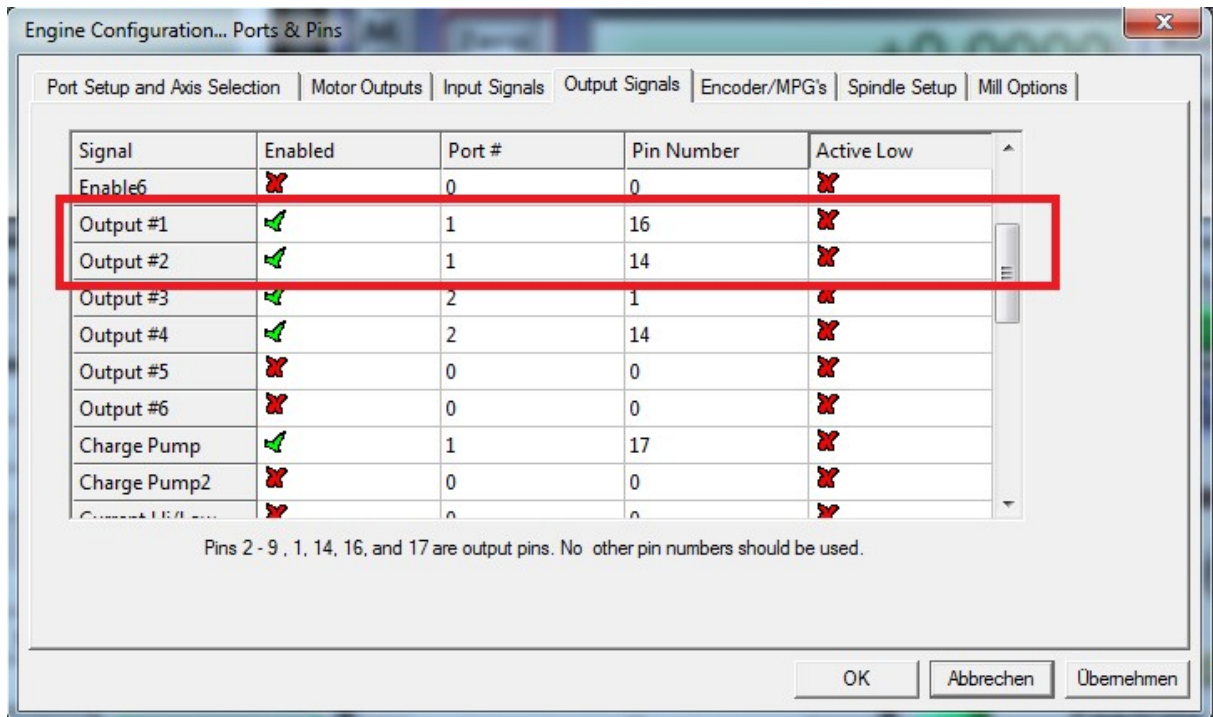 Engine Configuration... Ports & Pins
Port Setup and Axis Selection Motor Outputs Input Signals Output Signals Encoder/MPG's Spindle Setup Mill Options
Signal Enabled Port # Pin Number Active Low
Enable6 0 0
Output #1 1 16
Output #2 1 14
Output #3 2 1
Output #4 2 14
Output #5 0 0
Output #6 0 0
Charge Pump 1 17
Charge Pump2 0 0
Pins 2 - 9 , 1, 14, 16, and 17 are output pins. No other pin numbers should be used.
OK Abbrechen Übernehmen